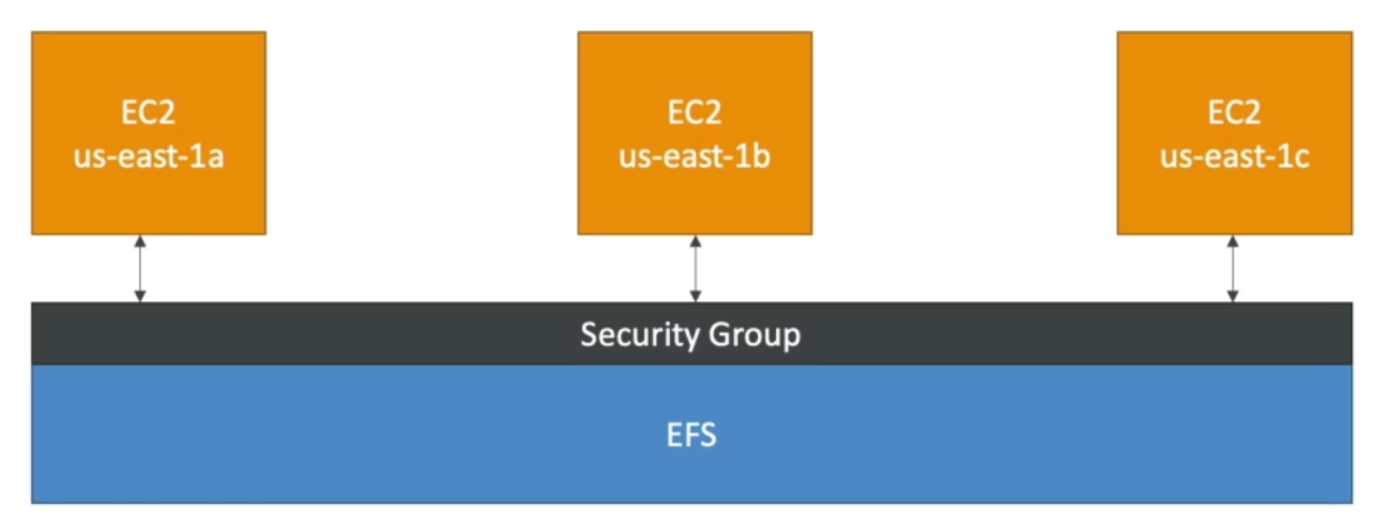 EC2
us-east-1a
EC2
us-east-1b
EC2
us-east-1c
Security Group
EFS